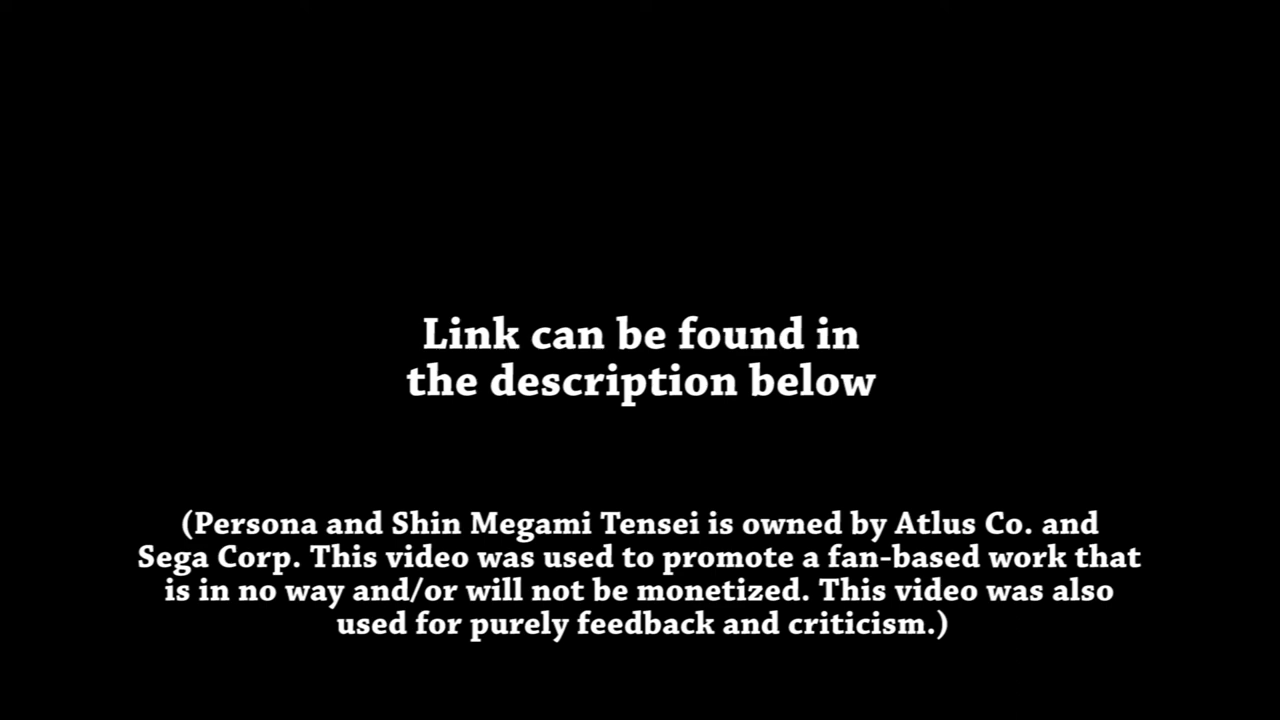 Link can be found in
the description below
(Persona and Shin Megami Tensei is owned by Atlus Co. and
Sega Corp. This video was used to promote a fan-based work that
is in no way and/or will not be monetized. This video was also
used for purely feedback and criticism.)